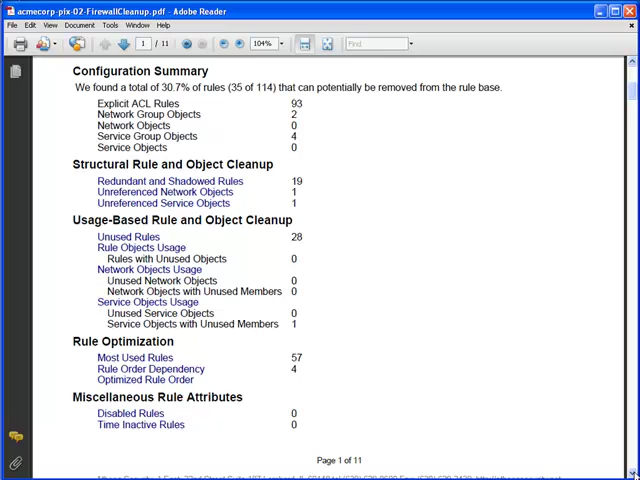 acmecorp-pix-02-FirewallCleanup.pdf - Adobe Reader
File Edit View Document Tools Window Help
1 / 11 104% Find
Configuration Summary
We found a total of 30.7% of rules (35 of 114) that can potentially be removed from the rule base.
Explicit ACL Rules 93
Network Group Objects 2
Network Objects 0
Service Group Objects 4
Service Objects 0
Structural Rule and Object Cleanup
Redundant and Shadowed Rules 19
Unreferenced Network Objects 1
Unreferenced Service Objects 1
Usage-Based Rule and Object Cleanup
Unused Rules 28
Rule Objects Usage
Rules with Unused Objects 0
Network Objects Usage
Unused Network Objects 0
Network Objects with Unused Members 0
Service Objects Usage
Unused Service Objects 0
Service Objects with Unused Members 1
Rule Optimization
Most Used Rules 57
Rule Order Dependency 4
Optimized Rule Order
Miscellaneous Rule Attributes
Disabled Rules 0
Time Inactive Rules 0
Page 1 of 11